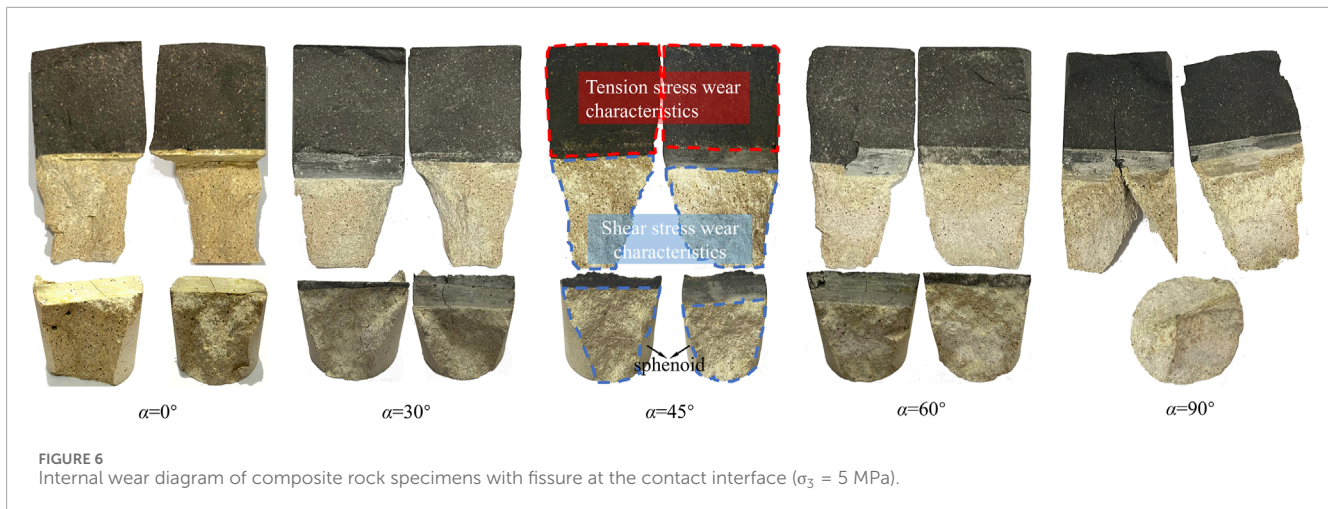 Tension stress wear
characteristics
Shear stress wear
characteristics
sphenoid
α=0°
α=30°
α=45°
α=60°
α=90°
FIGURE 6
Internal wear diagram of composite rock specimens with fissure at the contact interface (σ₃ = 5 MPa).